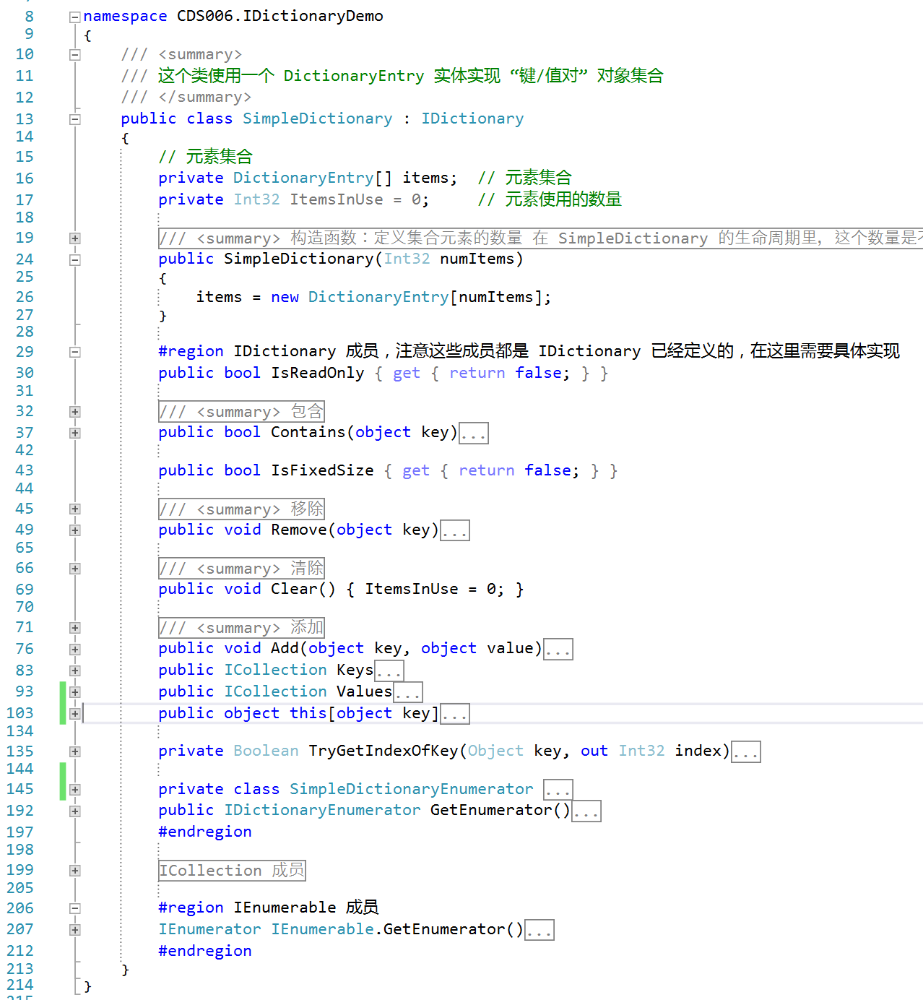 8 namespace CDS006.IDictionaryDemo
9 {
10 /// <summary>
11 /// 这个类使用一个 DictionaryEntry 实体实现 “键/值对” 对象集合
12 /// </summary>
13 public class SimpleDictionary : IDictionary
14 {
15 // 元素集合
16 private DictionaryEntry[] items; // 元素集合
17 private Int32 ItemsInUse = 0; // 元素使用的数量
18
19 /// <summary> 构造函数：定义集合元素的数量 在 SimpleDictionary 的生命周期里, 这个数量是
24 public SimpleDictionary(Int32 numItems)
25 {
26 items = new DictionaryEntry[numItems];
27 }
28
29 #region IDictionary 成员，注意这些成员都是 IDictionary 已经定义的，在这里需要具体实现
30 public bool IsReadOnly { get { return false; } }
31
32 /// <summary> 包含
37 public bool Contains(object key)...
42
43 public bool IsFixedSize { get { return false; } }
44
45 /// <summary> 移除
49 public void Remove(object key)...
65
66 /// <summary> 清除
69 public void Clear() { ItemsInUse = 0; }
70
71 /// <summary> 添加
76 public void Add(object key, object value)...
83 public ICollection Keys...
93 public ICollection Values...
103 public object this[object key]...
134
135 private Boolean TryGetIndexOfKey(Object key, out Int32 index)...
144
145 private class SimpleDictionaryEnumerator ...
192 public IDictionaryEnumerator GetEnumerator()...
197 #endregion
198
199 ICollection 成员
205
206 #region IEnumerable 成员
207 IEnumerator IEnumerable.GetEnumerator()...
212 #endregion
213 }
214 }